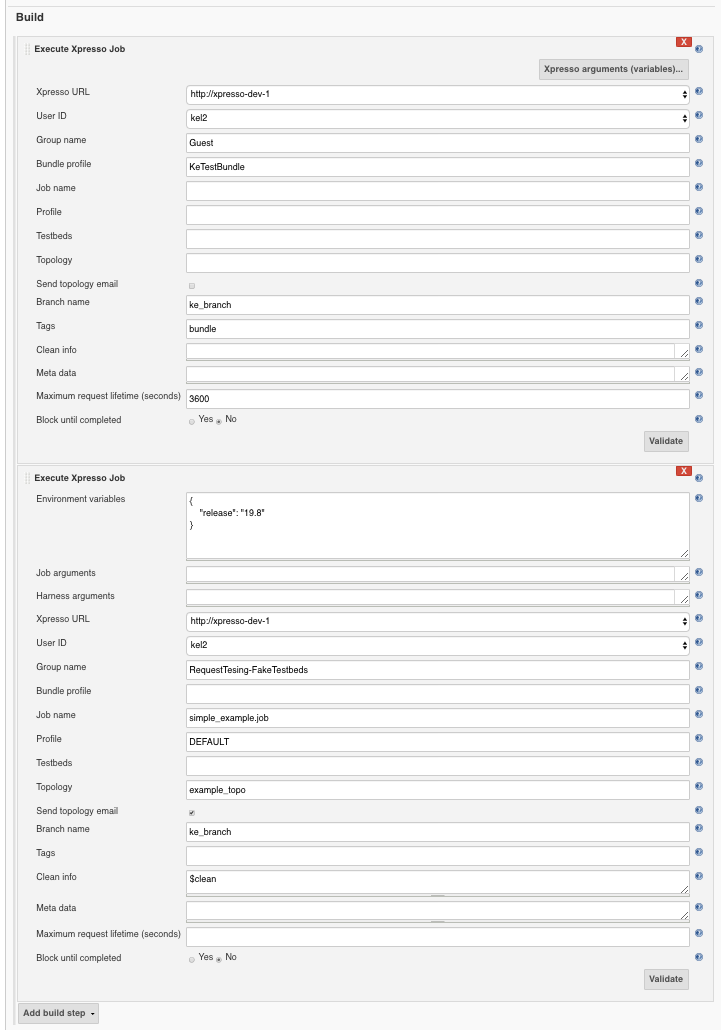 Build
Execute Xpresso Job
X
Xpresso arguments (variables)...
Xpresso URL
http://xpresso-dev-1
User ID
kel2
Group name
Guest
Bundle profile
KeTestBundle
Job name
Profile
Testbeds
Topology
Send topology email
Branch name
ke_branch
Tags
bundle
Clean info
Meta data
Maximum request lifetime (seconds)
3600
Block until completed
Yes No
Validate
Execute Xpresso Job
X
Environment variables
{
"release": "19.8"
}
Job arguments
Harness arguments
Xpresso URL
http://xpresso-dev-1
User ID
kel2
Group name
RequestTesing-FakeTestbeds
Bundle profile
Job name
simple_example.job
Profile
DEFAULT
Testbeds
Topology
example_topo
Send topology email
Branch name
ke_branch
Tags
Clean info
$clean
Meta data
Maximum request lifetime (seconds)
Block until completed
Yes No
Validate
Add build step